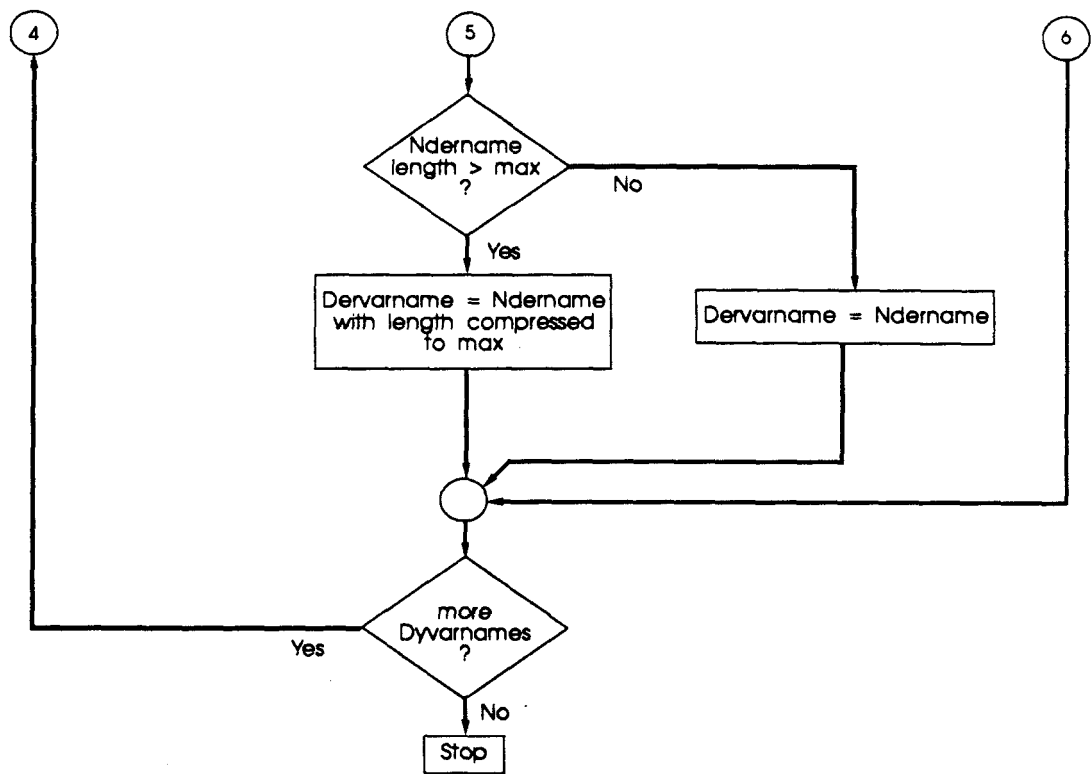 4
5
6
Ndername
length > max
?
No
Yes
Dervarname = Ndername
with length compressed
to max
Dervarname = Ndername
more
Dyvarnames
?
Yes
No
Stop